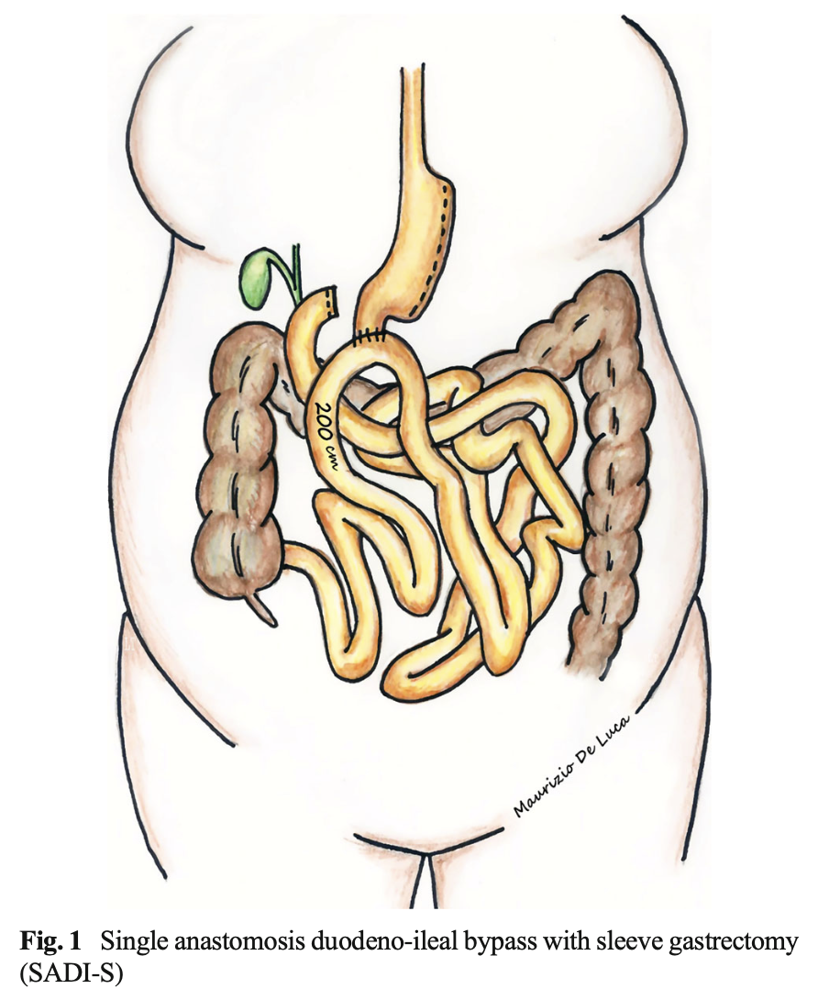 200 cm
Maurizio De Luca
Fig. 1 Single anastomosis duodeno-ileal bypass with sleeve gastrectomy
(SADI-S)